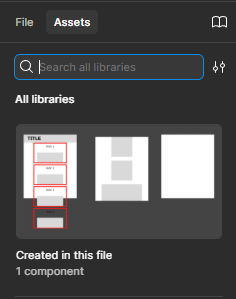 File
Assets
Search all libraries
All libraries
TITLE
Created in this file
1 component